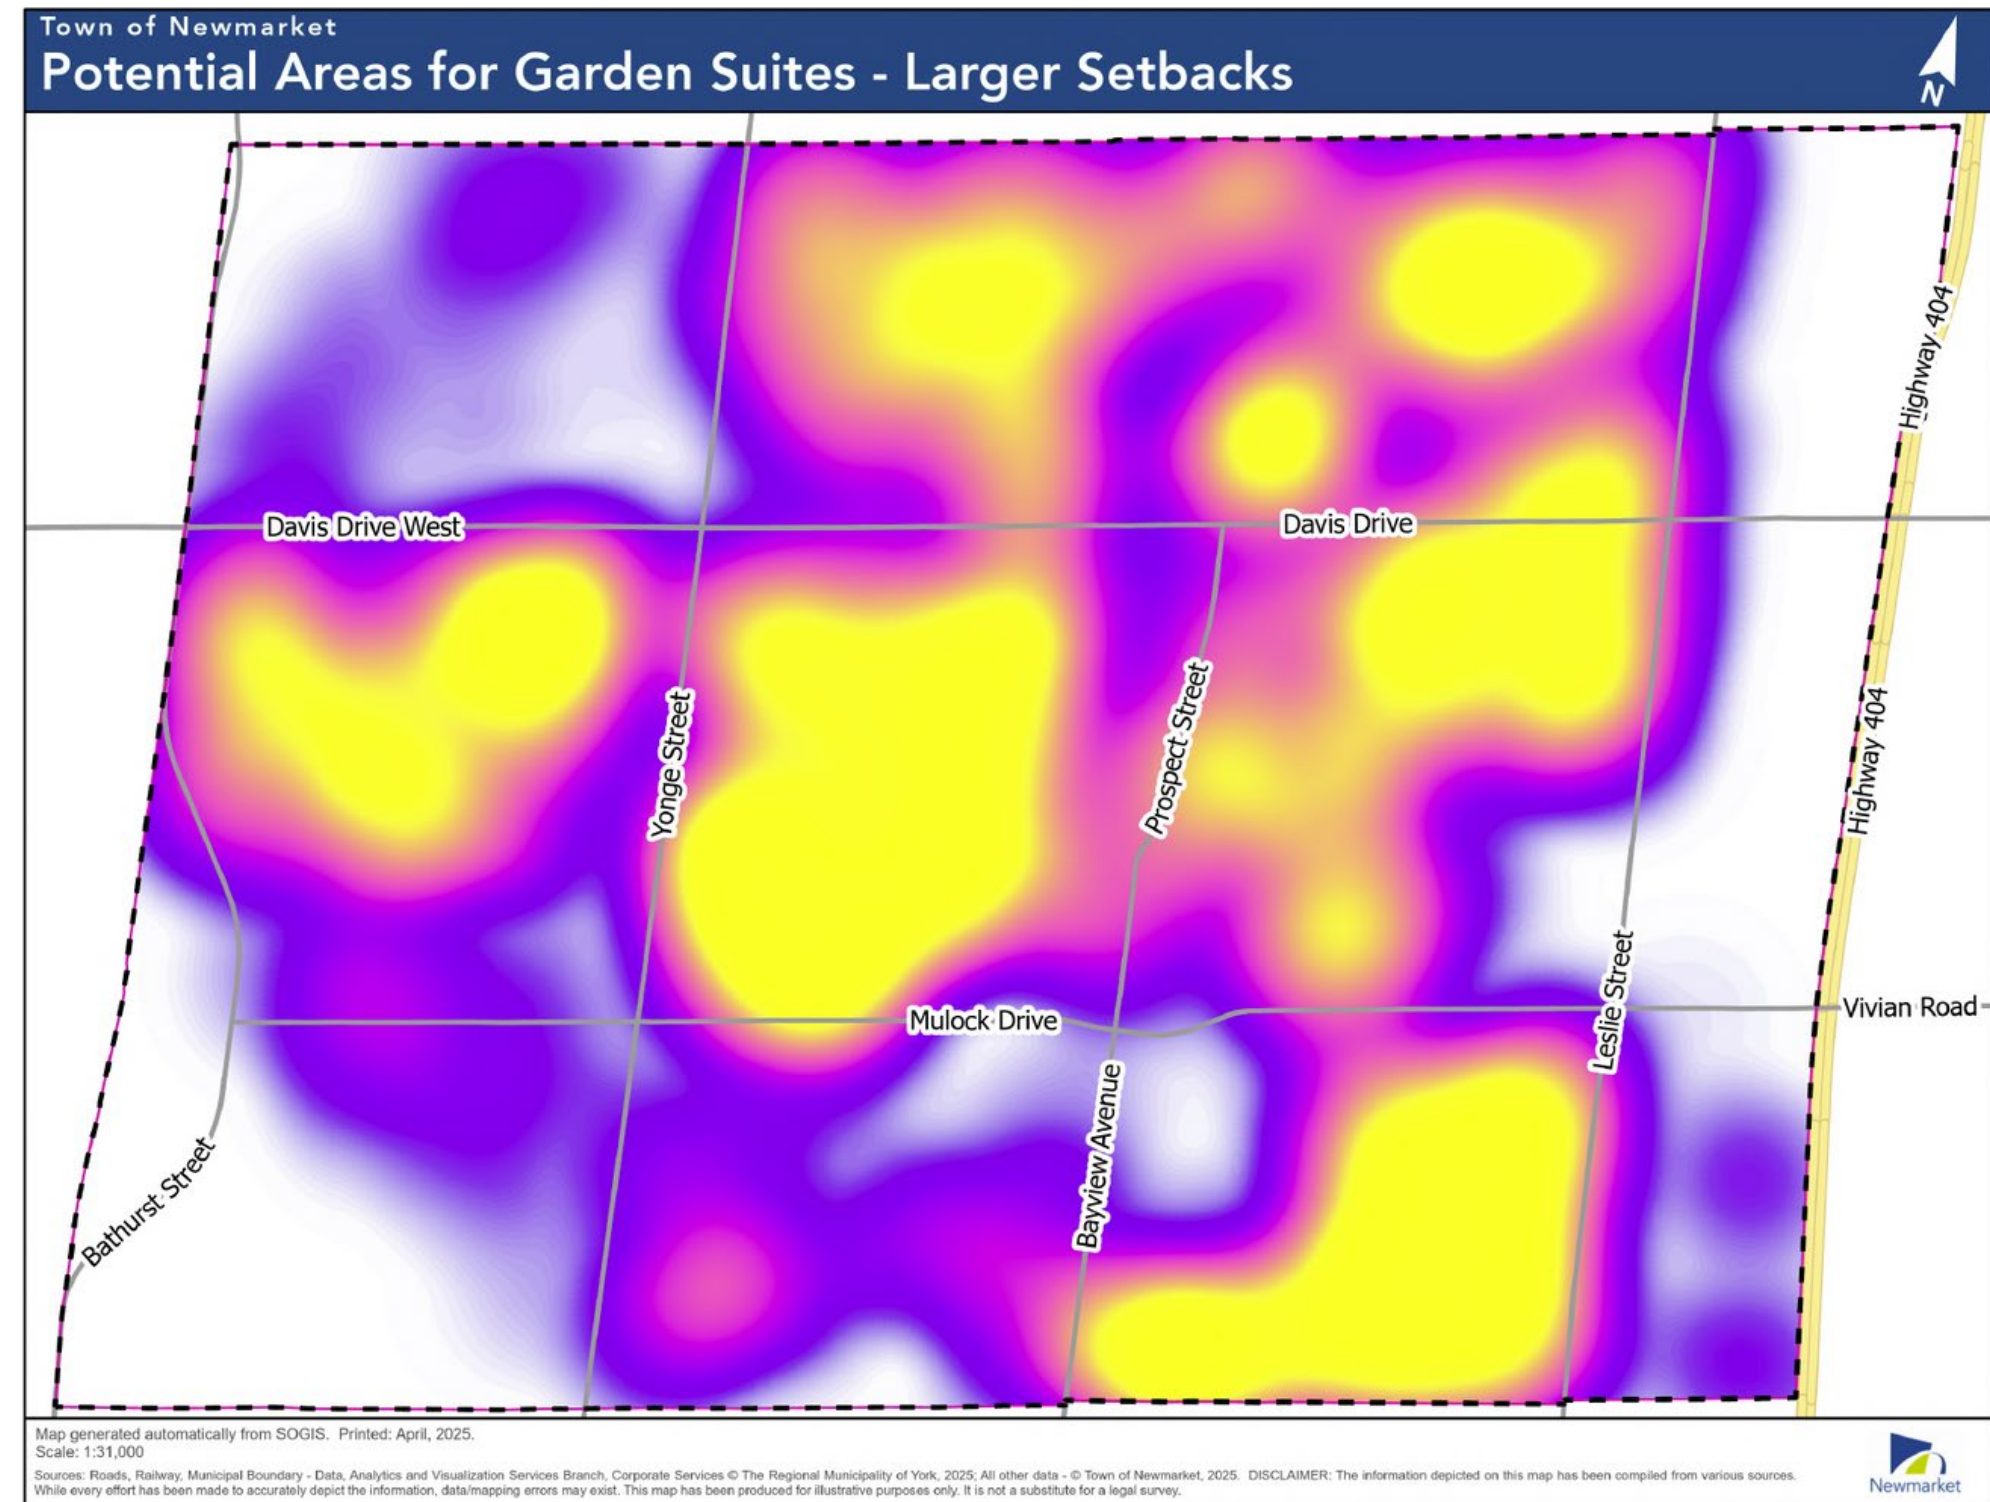 Town of Newmarket
Potential Areas for Garden Suites - Larger Setbacks
N
Highway 404
Davis Drive West
Davis Drive
Yonge Street
Prospect Street
Highway 404
Mulock Drive
Leslie Street
Vivian Road
Bayview Avenue
Bathurst Street
Map generated automatically from SOGIS. Printed: April, 2025.
Scale: 1:31,000
Sources: Roads, Railway, Municipal Boundary - Data, Analytics and Visualization Services Branch, Corporate Services © The Regional Municipality of York, 2025; All other data - © Town of Newmarket, 2025. DISCLAIMER: The information depicted on this map has been compiled from various sources.
While every effort has been made to accurately depict the information, data/mapping errors may exist. This map has been produced for illustrative purposes only. It is not a substitute for a legal survey.
Newmarket